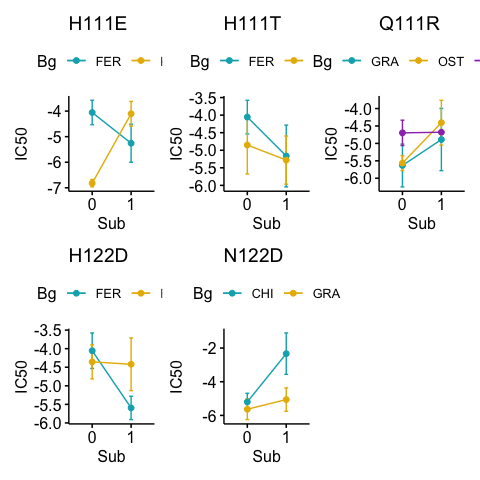 H111E
Bg FER
IC50
-4
-5
-6
-7
0 1
Sub
H111T
Bg FER
IC50
-3.5
-4.0
-4.5
-5.0
-5.5
-6.0
0 1
Sub
Q111R
Bg GRA OST
IC50
-4.0
-4.5
-5.0
-5.5
-6.0
0 1
Sub
H122D
Bg FER
IC50
-3.5
-4.0
-4.5
-5.0
-5.5
-6.0
0 1
Sub
N122D
Bg CHI GRA
IC50
-2
-4
-6
0 1
Sub